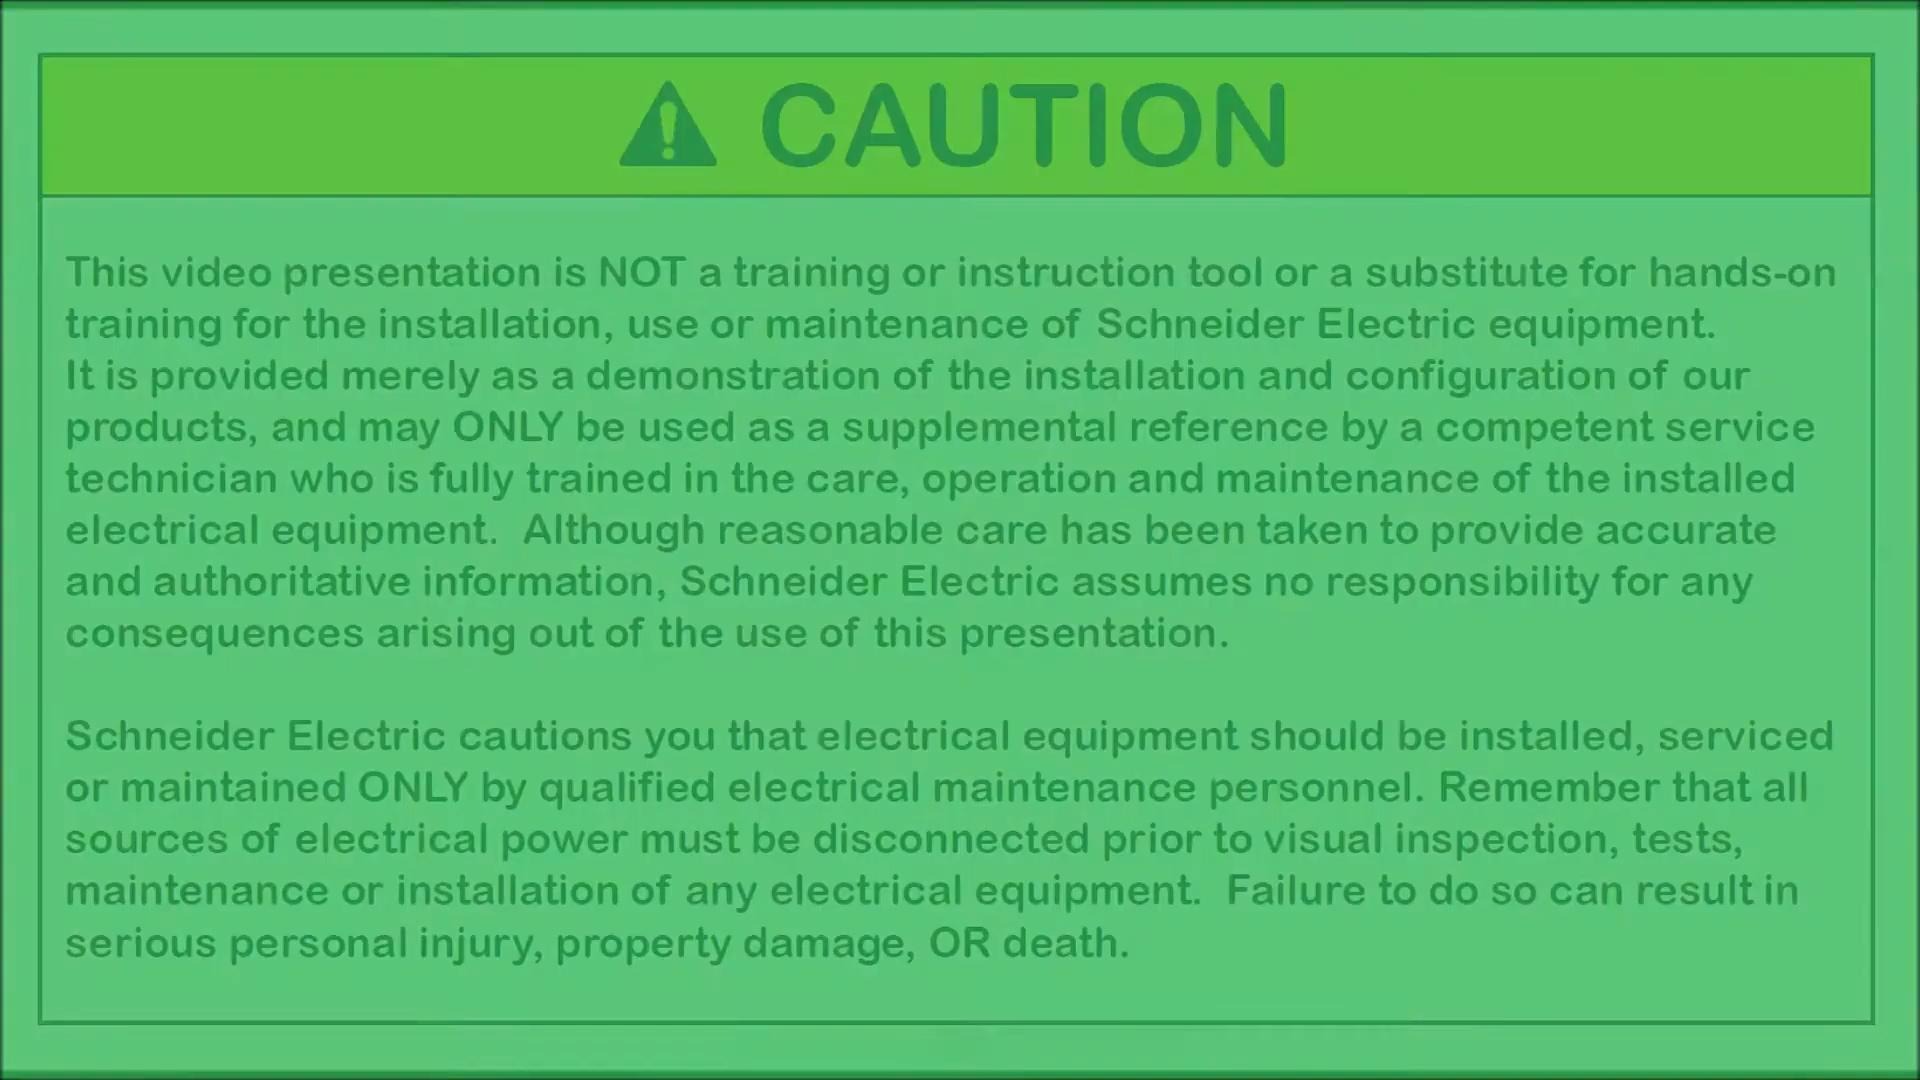 CAUTION
This video presentation is NOT a training or instruction tool or a substitute for hands-on
training for the installation, use or maintenance of Schneider Electric equipment.
It is provided merely as a demonstration of the installation and configuration of our
products, and may ONLY be used as a supplemental reference by a competent service
technician who is fully trained in the care, operation and maintenance of the installed
electrical equipment.  Although reasonable care has been taken to provide accurate
and authoritative information, Schneider Electric assumes no responsibility for any
consequences arising out of the use of this presentation.
Schneider Electric cautions you that electrical equipment should be installed, serviced
or maintained ONLY by qualified electrical maintenance personnel. Remember that all
sources of electrical power must be disconnected prior to visual inspection, tests,
maintenance or installation of any electrical equipment.  Failure to do so can result in
serious personal injury, property damage, OR death.